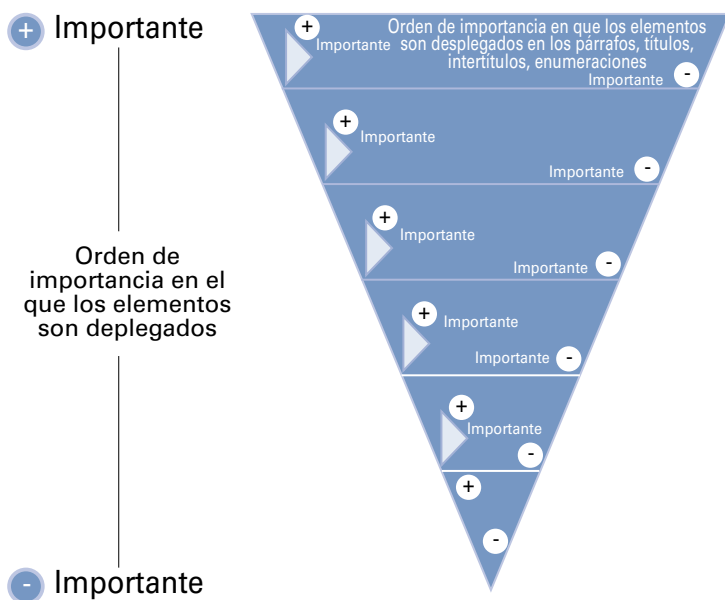 + Importante
Orden de
importancia en el
que los elementos
son deplegados
- Importante
+
Importante
Orden de importancia en que los elementos
son desplegados en los párrafos, títulos,
intertítulos, enumeraciones
Importante -
+
Importante
Importante -
+
Importante
Importante -
+
Importante
Importante -
+
Importante
-
+
-